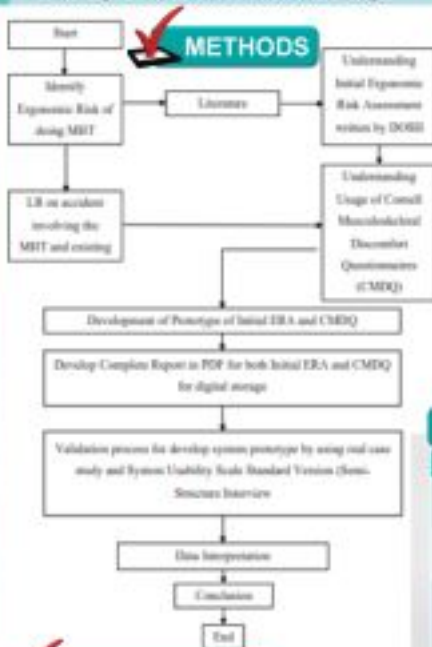 METHODS
Start
Identify
Ergonomic Risk of
doing MHT
Literature
Understanding
Initial Ergonomic
Risk Assessment
written by DOSH
LR on accident
involving the
MHT and existing
Understanding
Usage of Cornell
Musculoskeletal
Discomfort
Questionnaires
(CMDQ)
Development of Prototype of Initial ERA and CMDQ
Develop Complete Report in PDF for both Initial ERA and CMDQ
for digital storage
Validation process for develop system prototype by using real case
study and System Usability Scale Standard Version (Semi-
Structure Interview
Data Interpretation
Conclusion
End